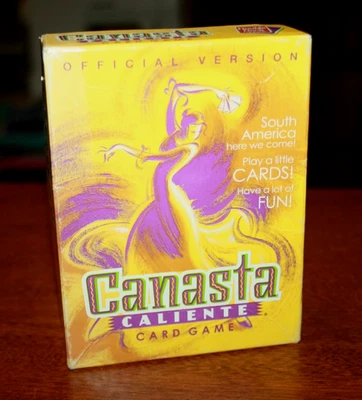 OFFICIAL VERSION
South
America
here we come!
Play a little
CARDS!
Have a lot of
FUN!
Canasta
CALIENTE
CARD GAME